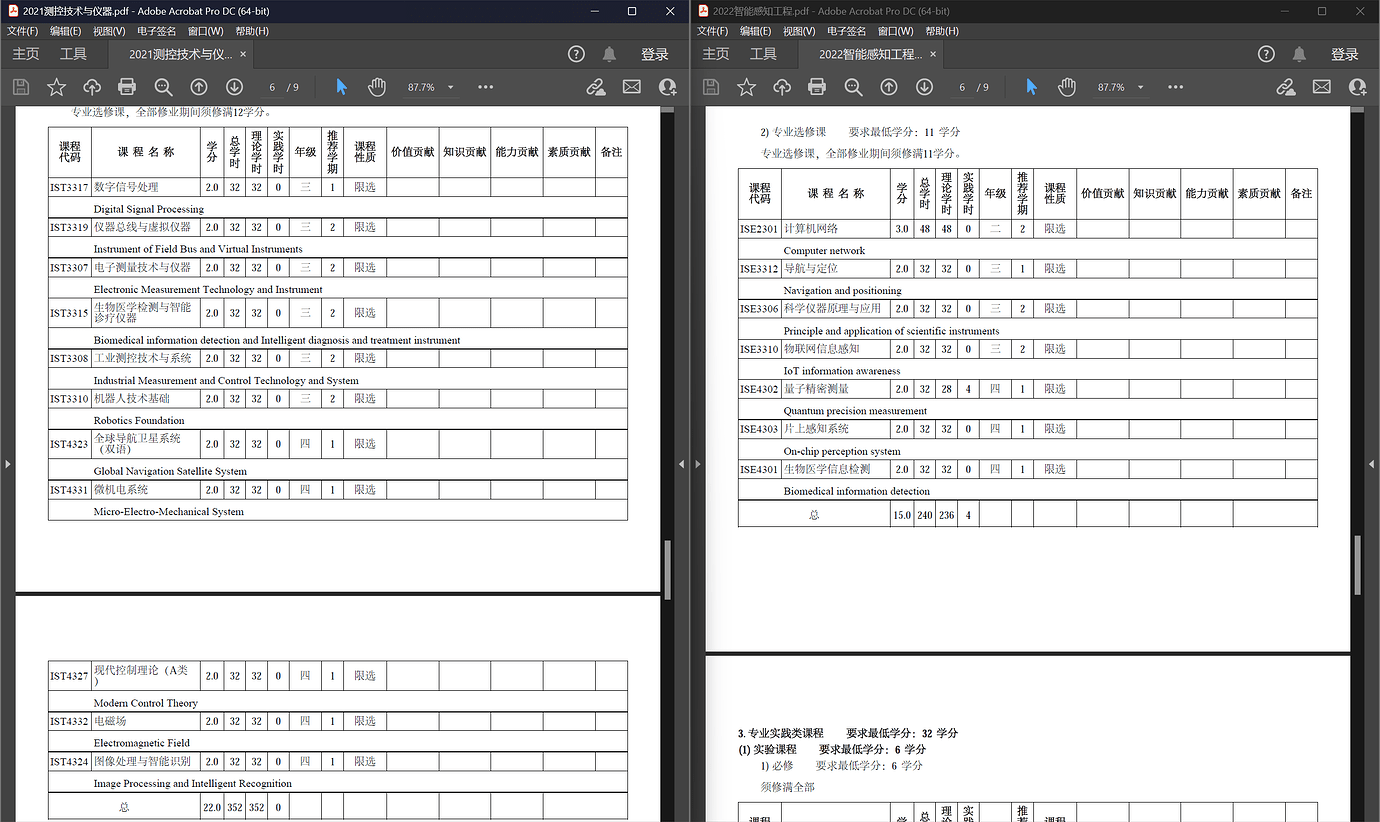 2021测控技术与仪器.pdf - Adobe Acrobat Pro DC (64-bit)
文件(F) 编辑(E) 视图(V) 电子签名 窗口(W) 帮助(H)
主页 工具 2021测控技术与仪... × 登录
6 / 9 87.7%
专业选修课，全部修业期间须修满12学分。
课程代码 课 程 名 称 学分 总学时 理论学时 实践学时 年级 推荐学期 课程性质 价值贡献 知识贡献 能力贡献 素质贡献 备注
IST3317 数字信号处理 2.0 32 32 0 三 1 限选
Digital Signal Processing
IST3319 仪器总线与虚拟仪器 2.0 32 32 0 三 2 限选
Instrument of Field Bus and Virtual Instruments
IST3307 电子测量技术与仪器 2.0 32 32 0 三 2 限选
Electronic Measurement Technology and Instrument
IST3315 生物医学检测与智能诊疗仪器 2.0 32 32 0 三 2 限选
Biomedical information detection and Intelligent diagnosis and treatment instrument
IST3308 工业测控技术与系统 2.0 32 32 0 三 2 限选
Industrial Measurement and Control Technology and System
IST3310 机器人技术基础 2.0 32 32 0 三 2 限选
Robotics Foundation
IST4323 全球导航卫星系统（双语） 2.0 32 32 0 四 1 限选
Global Navigation Satellite System
IST4331 微机电系统 2.0 32 32 0 四 1 限选
Micro-Electro-Mechanical System
IST4327 现代控制理论（A类） 2.0 32 32 0 四 1 限选
Modern Control Theory
IST4332 电磁场 2.0 32 32 0 四 1 限选
Electromagnetic Field
IST4324 图像处理与智能识别 2.0 32 32 0 四 1 限选
Image Processing and Intelligent Recognition
总 22.0 352 352 0
2022智能感知工程.pdf - Adobe Acrobat Pro DC (64-bit)
文件(F) 编辑(E) 视图(V) 电子签名 窗口(W) 帮助(H)
主页 工具 2022智能感知工程... × 登录
6 / 9 87.7%
2) 专业选修课 要求最低学分：11 学分
专业选修课，全部修业期间须修满11学分。
课程代码 课 程 名 称 学分 总学时 理论学时 实践学时 年级 推荐学期 课程性质 价值贡献 知识贡献 能力贡献 素质贡献 备注
ISE2301 计算机网络 3.0 48 48 0 二 2 限选
Computer network
ISE3312 导航与定位 2.0 32 32 0 三 1 限选
Navigation and positioning
ISE3306 科学仪器原理与应用 2.0 32 32 0 三 2 限选
Principle and application of scientific instruments
ISE3310 物联网信息感知 2.0 32 32 0 三 2 限选
IoT information awareness
ISE4302 量子精密测量 2.0 32 28 4 四 1 限选
Quantum precision measurement
ISE4303 片上感知系统 2.0 32 32 0 四 1 限选
On-chip perception system
ISE4301 生物医学信息检测 2.0 32 32 0 四 1 限选
Biomedical information detection
总 15.0 240 236 4
3. 专业实践类课程 要求最低学分：32 学分
(1) 实验课程 要求最低学分：6 学分
1) 必修 要求最低学分：6 学分
须修满全部
课程 学 总学 理论 实践 推荐 课程